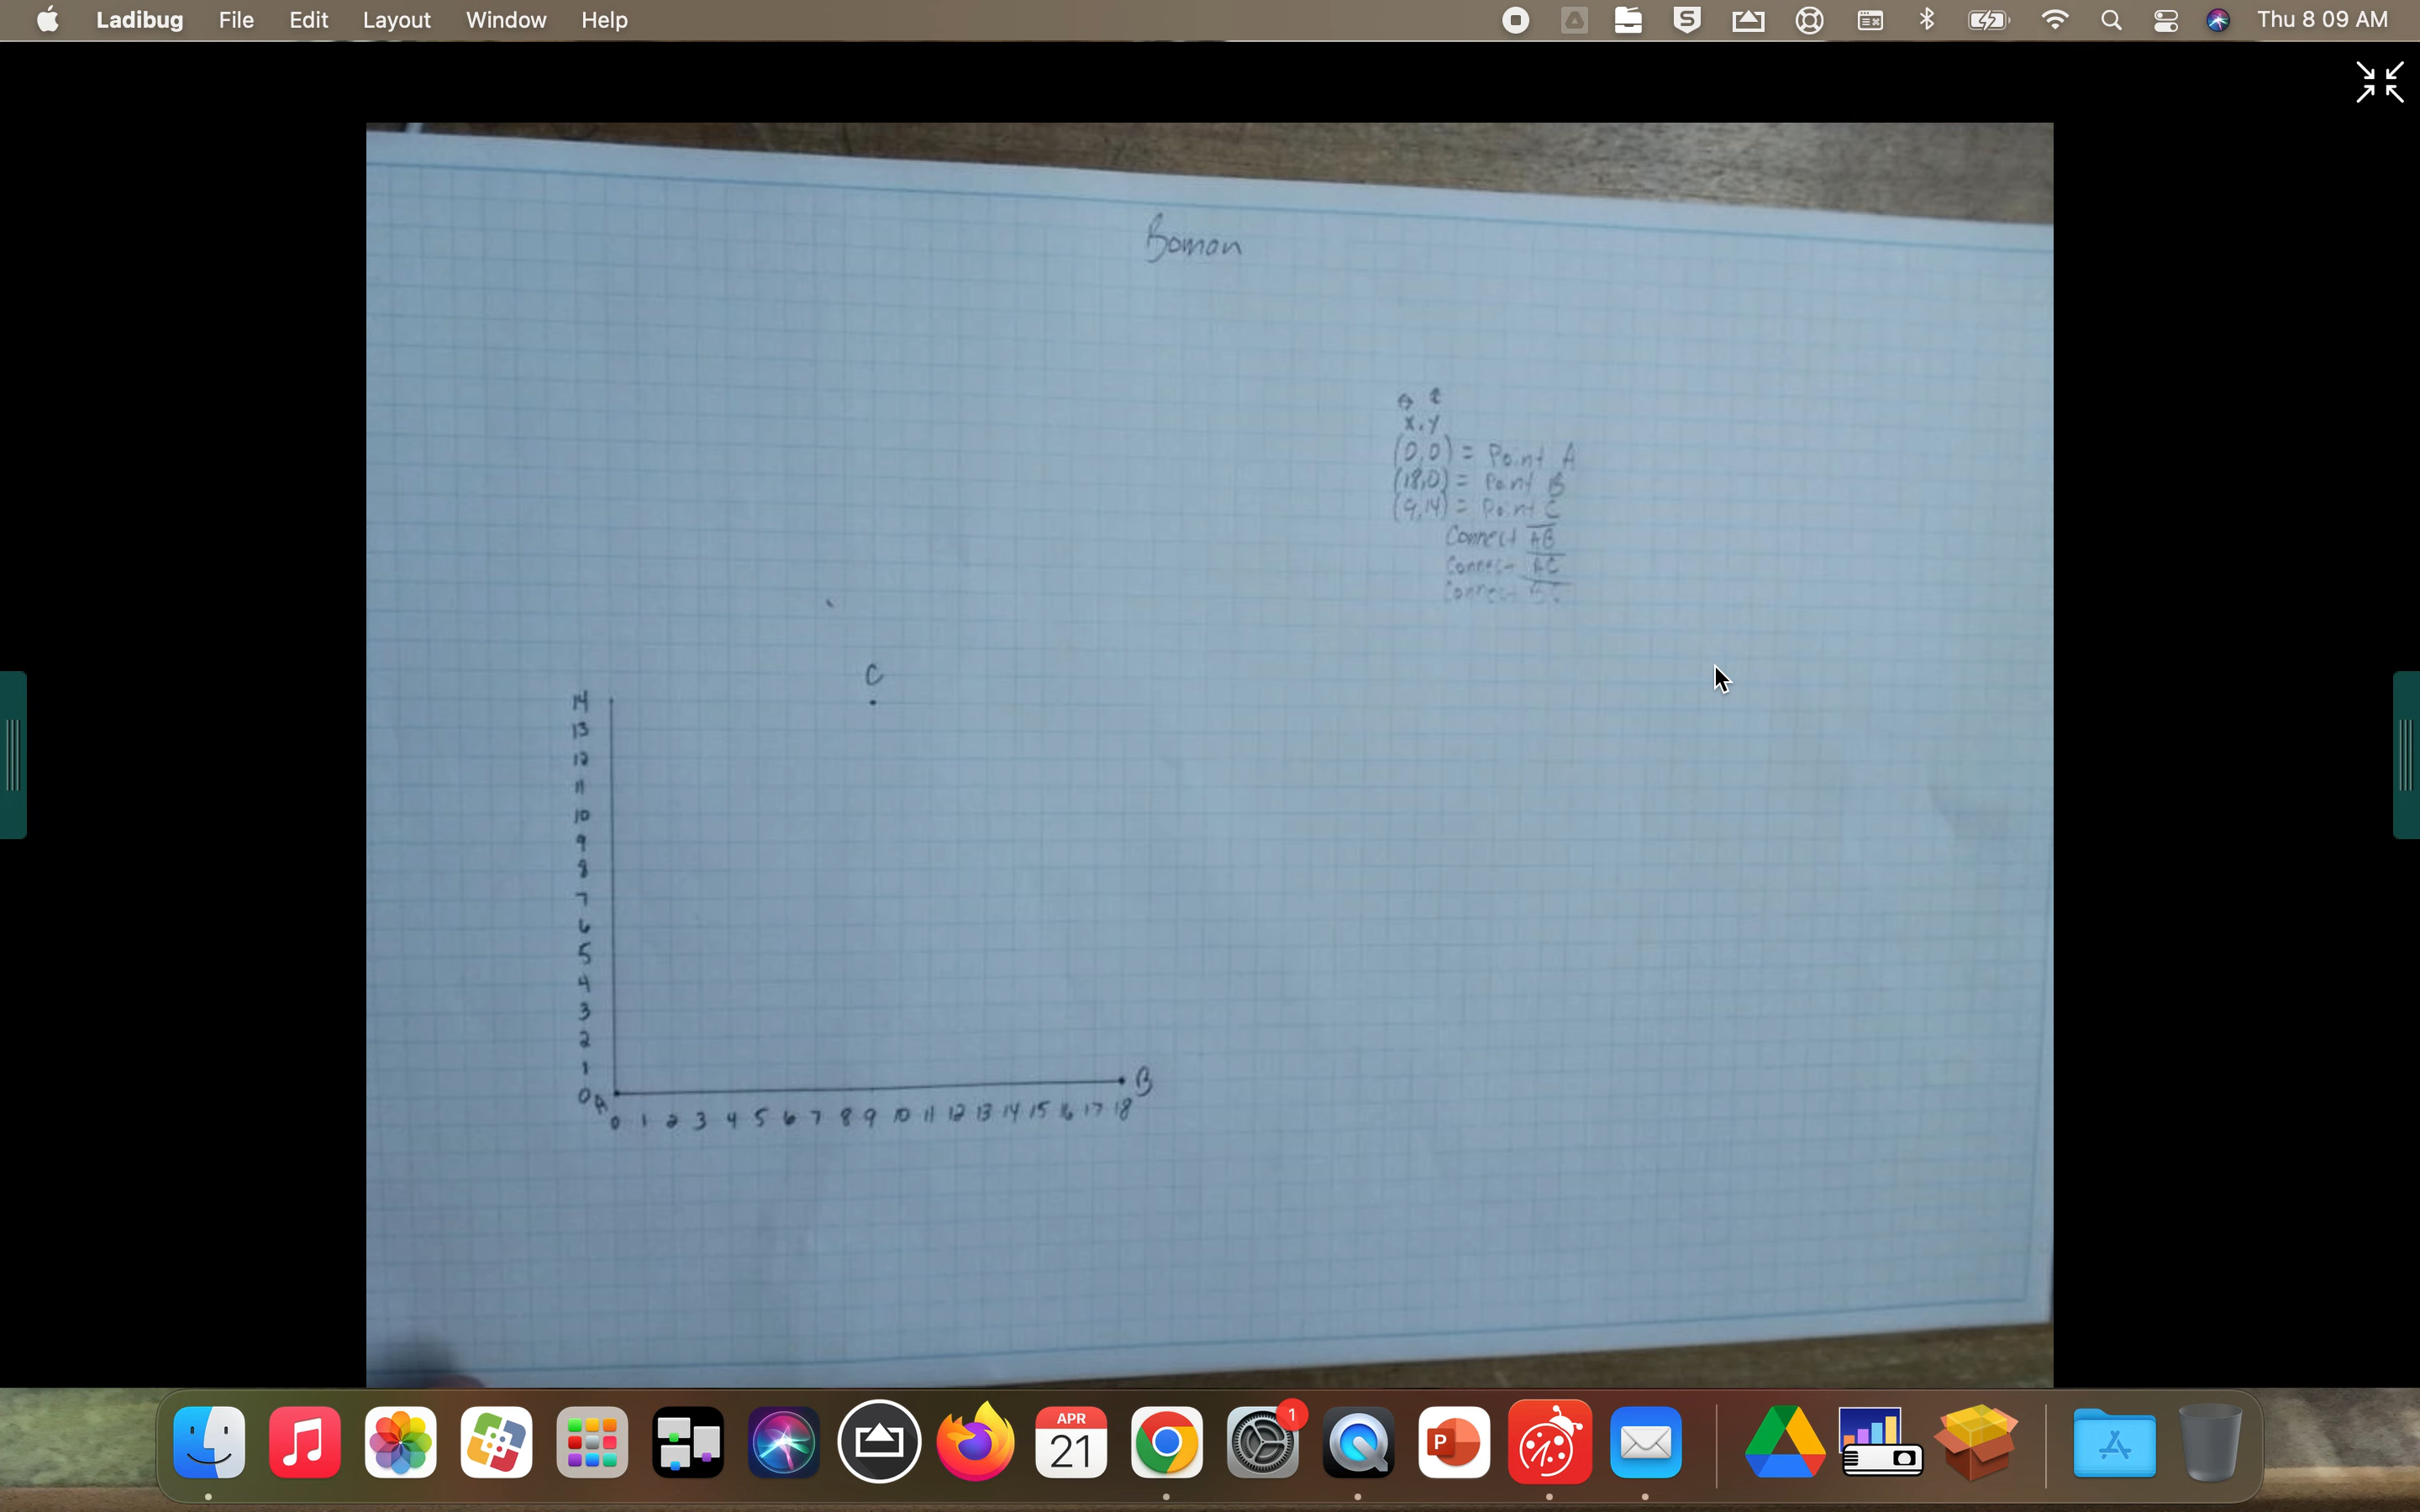 Ladibug File Edit Layout Window Help Thu 8 09 AM
Boman
x, y
(0,0) = Point A
(18,0) = Point B
(9,14) = Point C
Connect AB
Connect AC
Connect BC
C
14
13
12
11
10
9
8
7
6
5
4
3
2
1
0 A B
0 1 2 3 4 5 6 7 8 9 10 11 12 13 14 15 16 17 18
APR
21
1
P